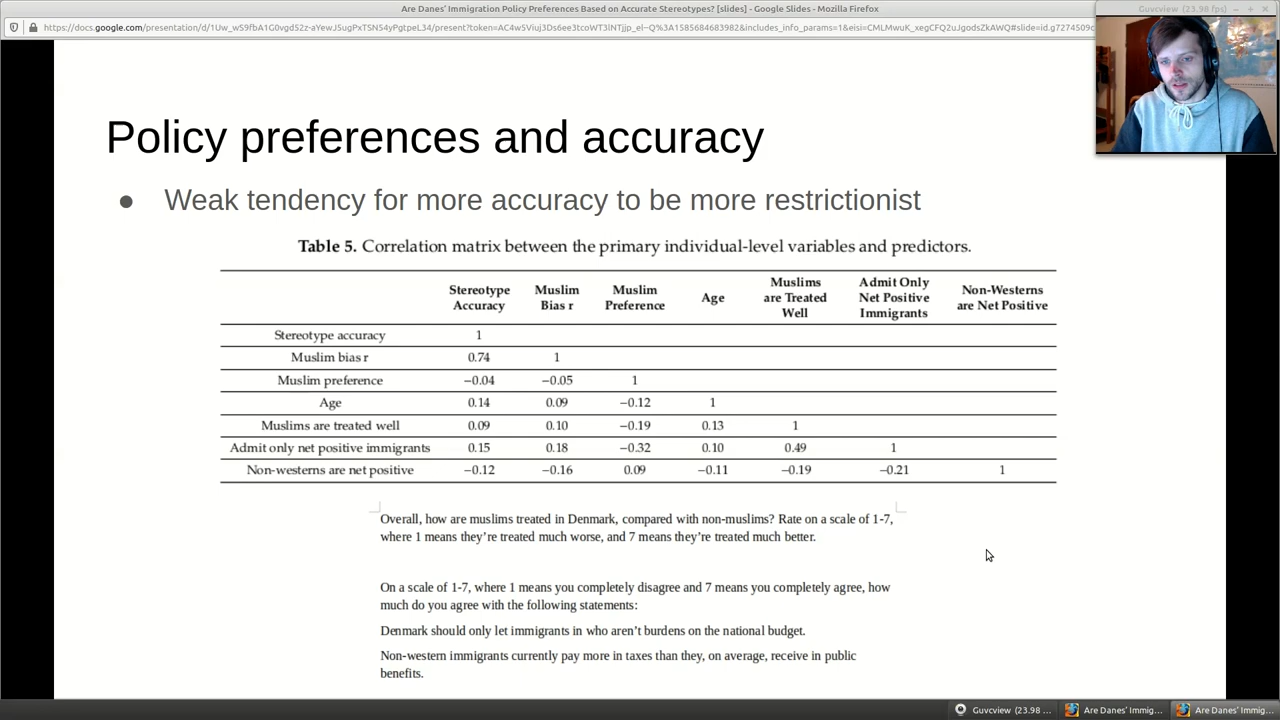 Are Danes' Immigration Policy Preferences Based on Accurate Stereotypes? [slides] - Google Slides - Mozilla Firefox
Guvcview (23.98 fps)
Policy preferences and accuracy
● Weak tendency for more accuracy to be more restrictionist
Table 5. Correlation matrix between the primary individual-level variables and predictors.
Stereotype Accuracy Muslim Bias r Muslim Preference Age Muslims are Treated Well Admit Only Net Positive Immigrants Non-Westerns are Net Positive
Stereotype accuracy 1
Muslim bias r 0.74 1
Muslim preference −0.04 −0.05 1
Age 0.14 0.09 −0.12 1
Muslims are treated well 0.09 0.10 −0.19 0.13 1
Admit only net positive immigrants 0.15 0.18 −0.32 0.10 0.49 1
Non-westerns are net positive −0.12 −0.16 0.09 −0.11 −0.19 −0.21 1
Overall, how are muslims treated in Denmark, compared with non-muslims? Rate on a scale of 1-7,
where 1 means they're treated much worse, and 7 means they're treated much better.
On a scale of 1-7, where 1 means you completely disagree and 7 means you completely agree, how
much do you agree with the following statements:
Denmark should only let immigrants in who aren't burdens on the national budget.
Non-western immigrants currently pay more in taxes than they, on average, receive in public
benefits.
Guvcview (23.98 ... Are Danes' Immig... Are Danes' Immig...